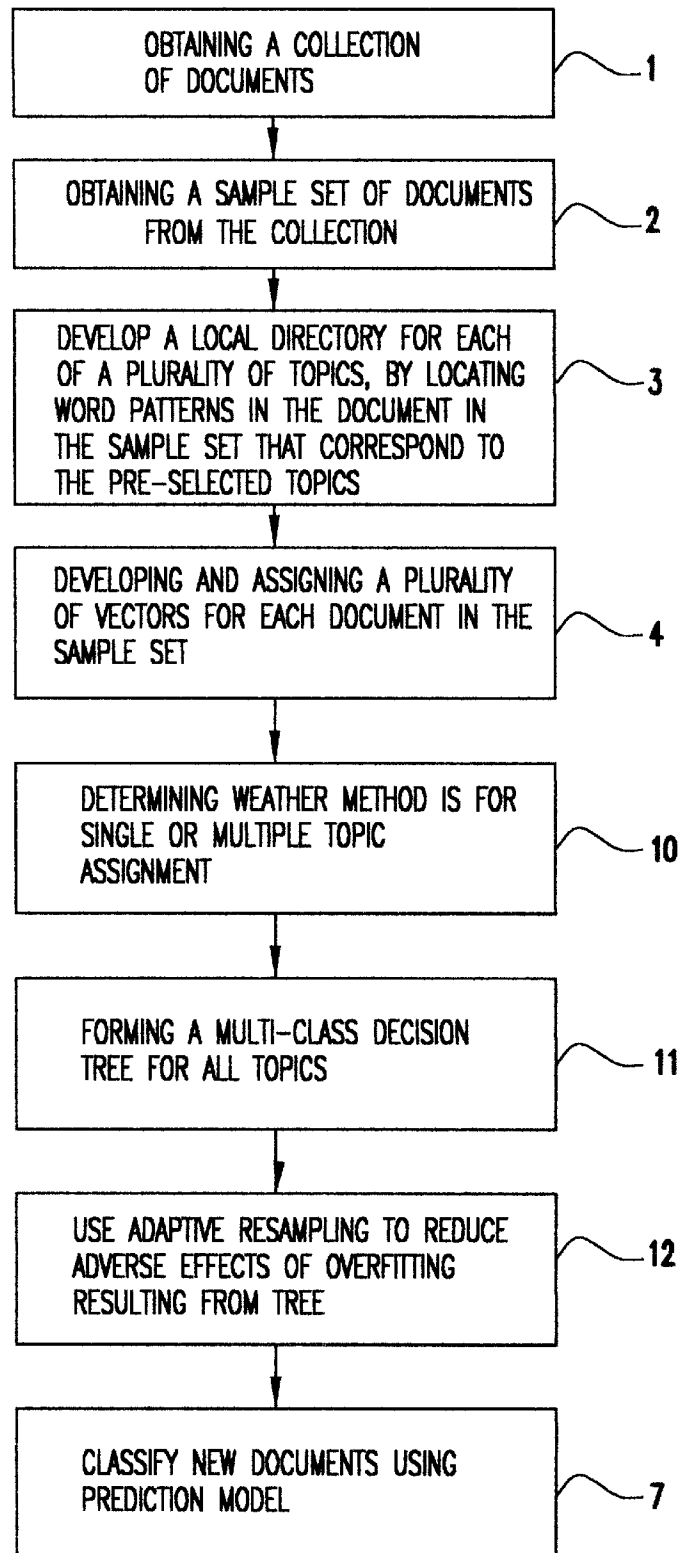 OBTAINING A COLLECTION
OF DOCUMENTS
1
OBTAINING A SAMPLE SET OF DOCUMENTS
FROM THE COLLECTION
2
DEVELOP A LOCAL DIRECTORY FOR EACH
OF A PLURALITY OF TOPICS, BY LOCATING
WORD PATTERNS IN THE DOCUMENT IN
THE SAMPLE SET THAT CORRESPOND TO
THE PRE-SELECTED TOPICS
3
DEVELOPING AND ASSIGNING A PLURALITY
OF VECTORS FOR EACH DOCUMENT IN THE
SAMPLE SET
4
DETERMINING WEATHER METHOD IS FOR
SINGLE OR MULTIPLE TOPIC
ASSIGNMENT
10
FORMING A MULTI-CLASS DECISION
TREE FOR ALL TOPICS
11
USE ADAPTIVE RESAMPLING TO REDUCE
ADVERSE EFFECTS OF OVERFITTING
RESULTING FROM TREE
12
CLASSIFY NEW DOCUMENTS USING
PREDICTION MODEL
7